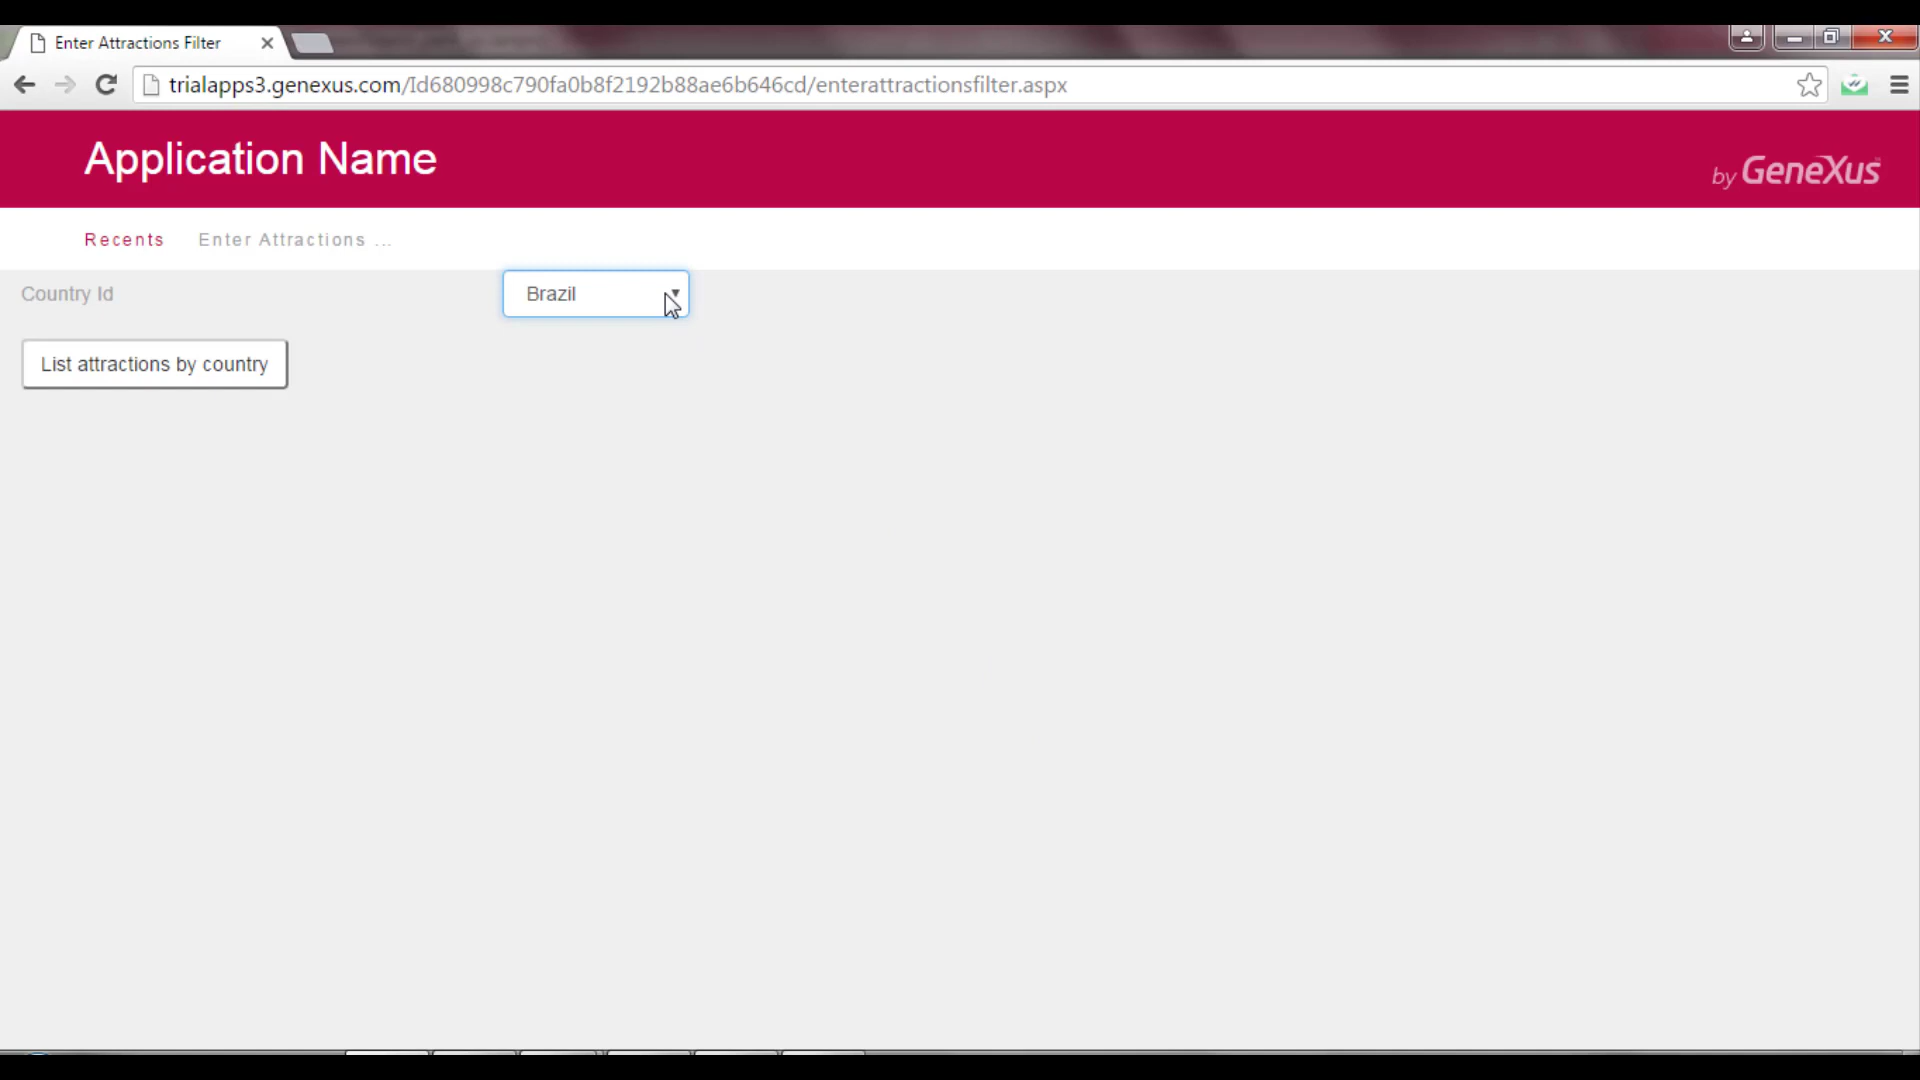 Enter Attractions Filter
trialapps3.genexus.com/Id680998c790fa0b8f2192b88ae6b646cd/enterattractionsfilter.aspx
Application Name
by GeneXus
Recents Enter Attractions ...
Country Id Brazil
List attractions by country